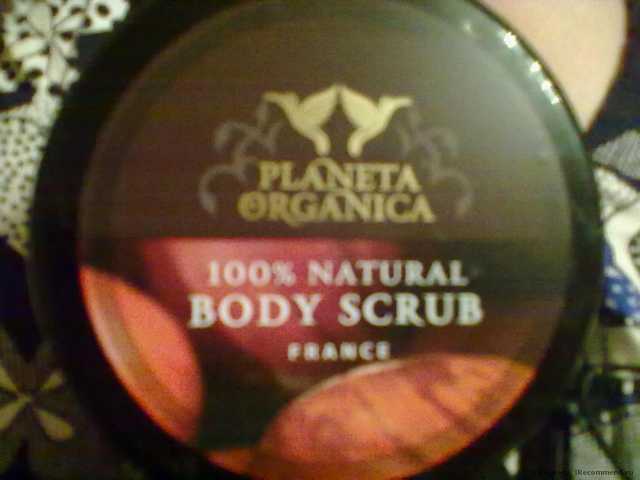 PLANETA
ORGANICA
100% NATURAL
BODY SCRUB
FRANCE